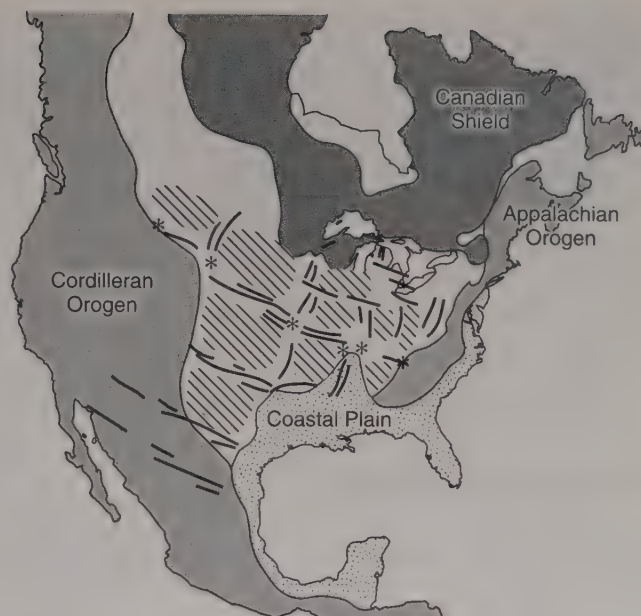 Canadian
Shield
Appalachian
Orogen
Cordilleran
Orogen
Coastal Plain